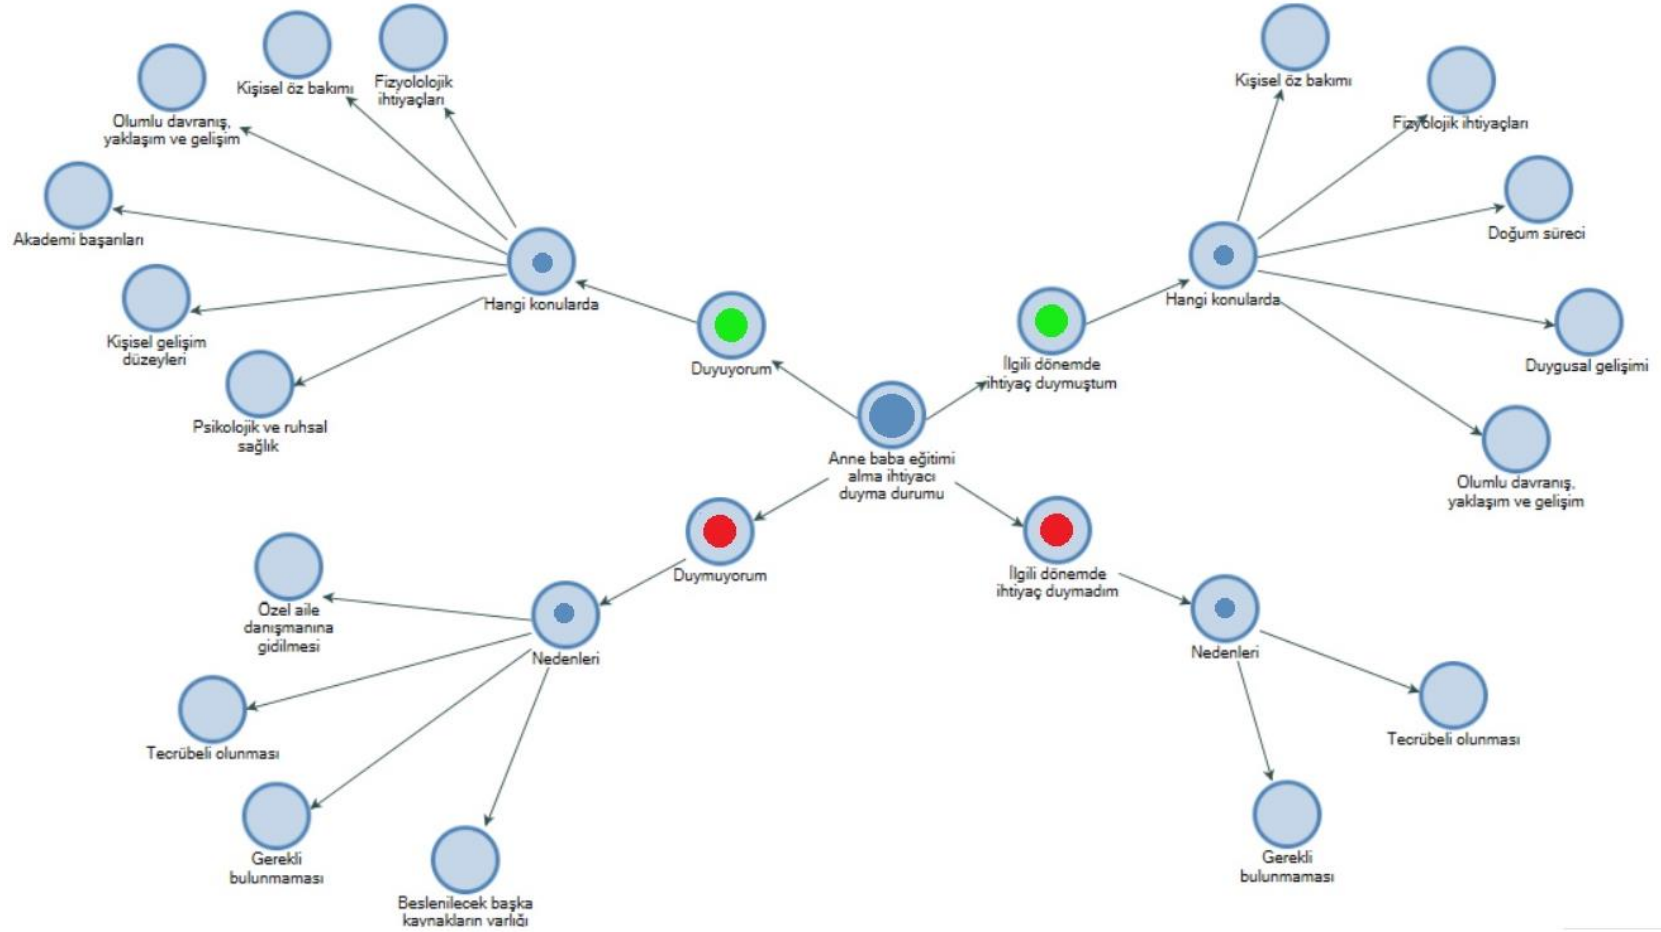 Kişisel öz bakımı
Fizyololojik
ihtiyaçları
Olumlu davranış,
yaklaşım ve gelişim
Akademi başarıları
Kişisel gelişim
düzeyleri
Psikolojik ve ruhsal
sağlık
Hangi konularda
Duyuyorum
Kişisel öz bakımı
Fizyolojik ihtiyaçları
Doğum süreci
Hangi konularda
Duygusal gelişimi
Olumlu davranış,
yaklaşım ve gelişim
İlgili dönemde
ihtiyaç duymuştum
Anne baba eğitimi
alma ihtiyacı
duyma durumu
Duymuyorum
Nedenleri
Özel aile
danışmanına
gidilmesi
Tecrübeli olunması
Gerekli
bulunmaması
Beslenilecek başka
kaynakların varlığı
İlgili dönemde
ihtiyaç duymadım
Nedenleri
Tecrübeli olunması
Gerekli
bulunmaması